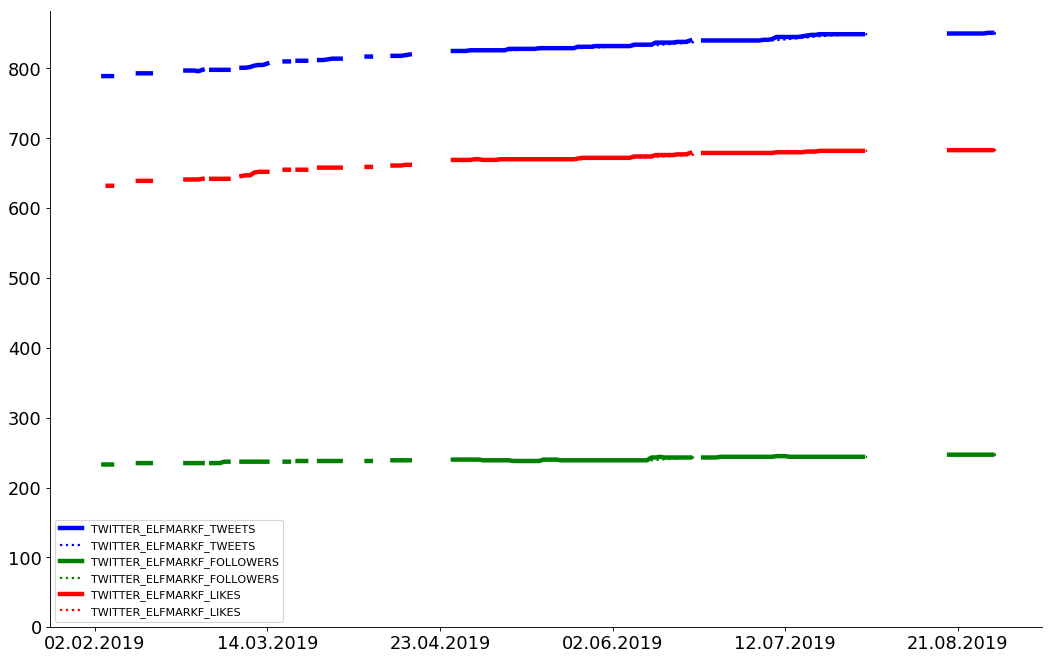 800
700
600
500
400
300
200
100
0
TWITTER_ELFMARKF_TWEETS
TWITTER_ELFMARKF_TWEETS
TWITTER_ELFMARKF_FOLLOWERS
TWITTER_ELFMARKF_FOLLOWERS
TWITTER_ELFMARKF_LIKES
TWITTER_ELFMARKF_LIKES
02.02.2019 14.03.2019 23.04.2019 02.06.2019 12.07.2019 21.08.2019